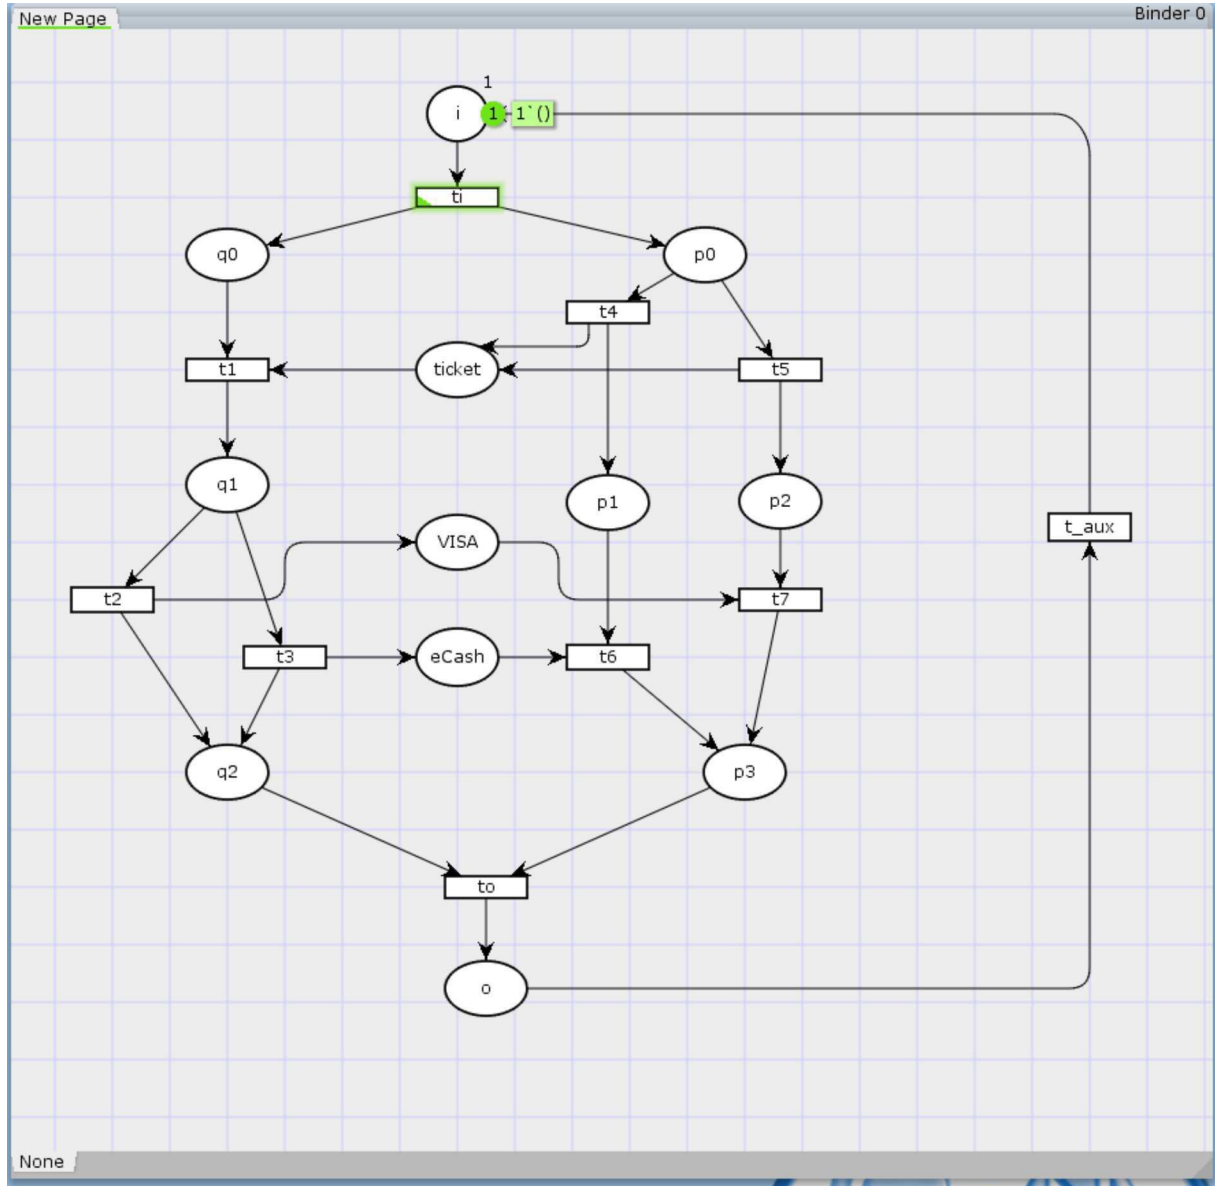 New Page
Binder 0
1
i
1
1`()
ti
q0
p0
t4
t1
ticket
t5
q1
p1
p2
VISA
t_aux
t2
t7
t3
eCash
t6
q2
p3
to
o
None